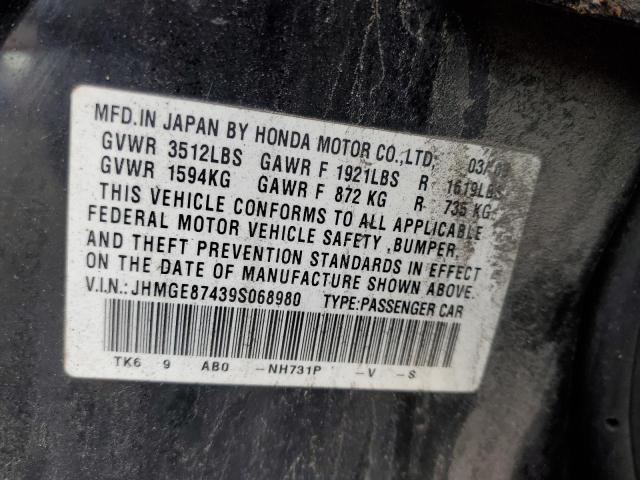 MFD.IN JAPAN BY HONDA MOTOR CO.,LTD. 03/
GVWR 3512LBS GAWR F 1921LBS R 1619LBS
GVWR 1594KG GAWR F 872 KG R 735 KG
THIS VEHICLE CONFORMS TO ALL APPLICABLE
FEDERAL MOTOR VEHICLE SAFETY ,BUMPER,
AND THEFT PREVENTION STANDARDS IN EFFECT
ON THE DATE OF MANUFACTURE SHOWN ABOVE.
V.I.N.:JHMGE87439S068980 TYPE:PASSENGER CAR
TK6 9 AB0 -NH731P -V -S